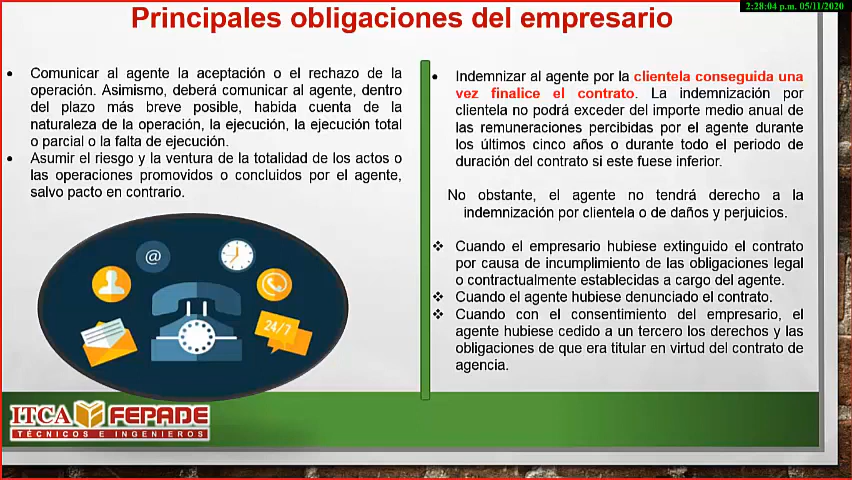 2:28:04 p.m. 05/11/2020
Principales obligaciones del empresario
• Comunicar al agente la aceptación o el rechazo de la
operación. Asimismo, deberá comunicar al agente, dentro
del plazo más breve posible, habida cuenta de la
naturaleza de la operación, la ejecución, la ejecución total
o parcial o la falta de ejecución.
• Asumir el riesgo y la ventura de la totalidad de los actos o
las operaciones promovidos o concluidos por el agente,
salvo pacto en contrario.
@
24/7
ITCA FEPADE
TÉCNICOS E INGENIEROS
• Indemnizar al agente por la clientela conseguida una
vez finalice el contrato. La indemnización por
clientela no podrá exceder del importe medio anual de
las remuneraciones percibidas por el agente durante
los últimos cinco años o durante todo el periodo de
duración del contrato si este fuese inferior.
No obstante, el agente no tendrá derecho a la
indemnización por clientela o de daños y perjuicios.
❖ Cuando el empresario hubiese extinguido el contrato
por causa de incumplimiento de las obligaciones legal
o contractualmente establecidas a cargo del agente.
❖ Cuando el agente hubiese denunciado el contrato.
❖ Cuando con el consentimiento del empresario, el
agente hubiese cedido a un tercero los derechos y las
obligaciones de que era titular en virtud del contrato de
agencia.